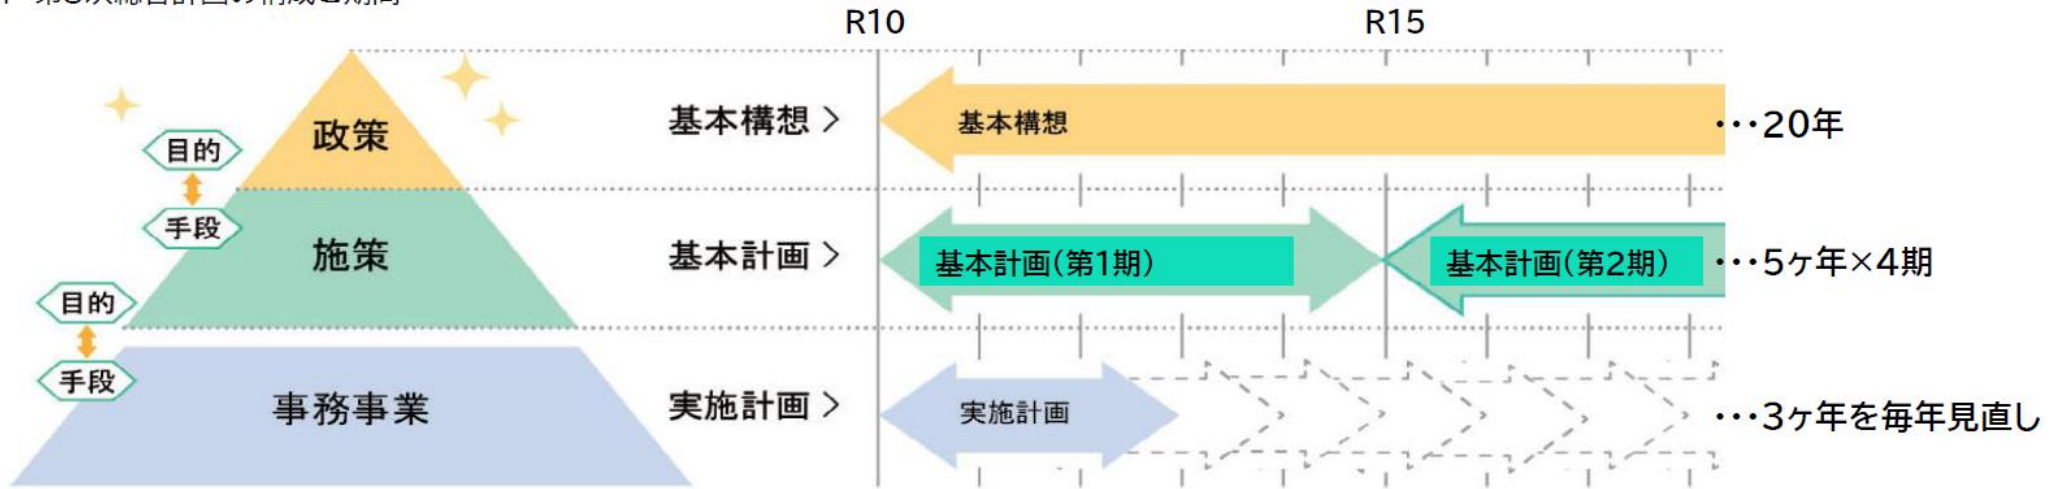 R10
R15
政策
目的
手段
施策
目的
手段
事務事業
基本構想 >
基本構想
・・・20年
基本計画 >
基本計画(第1期)
基本計画(第2期)
・・・5ヶ年×4期
実施計画 >
実施計画
・・・3ヶ年を毎年見直し